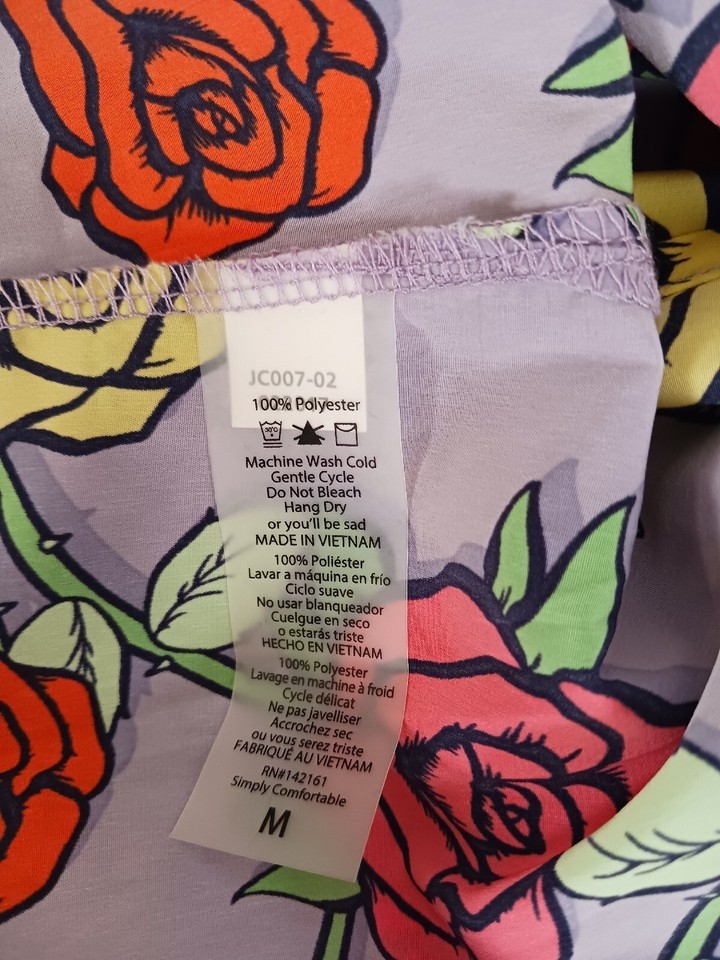 JC007-02
100% Polyester
30°C
Machine Wash Cold
Gentle Cycle
Do Not Bleach
Hang Dry
or you'll be sad
MADE IN VIETNAM
100% Poliéster
Lavar a máquina en frío
Ciclo suave
No usar blanqueador
Cuelgue en seco
o estarás triste
HECHO EN VIETNAM
100% Polyester
Lavage en machine à froid
Cycle délicat
Ne pas javelliser
Accrochez sec
ou vous serez triste
FABRIQUÉ AU VIETNAM
RN#142161
Simply Comfortable
M